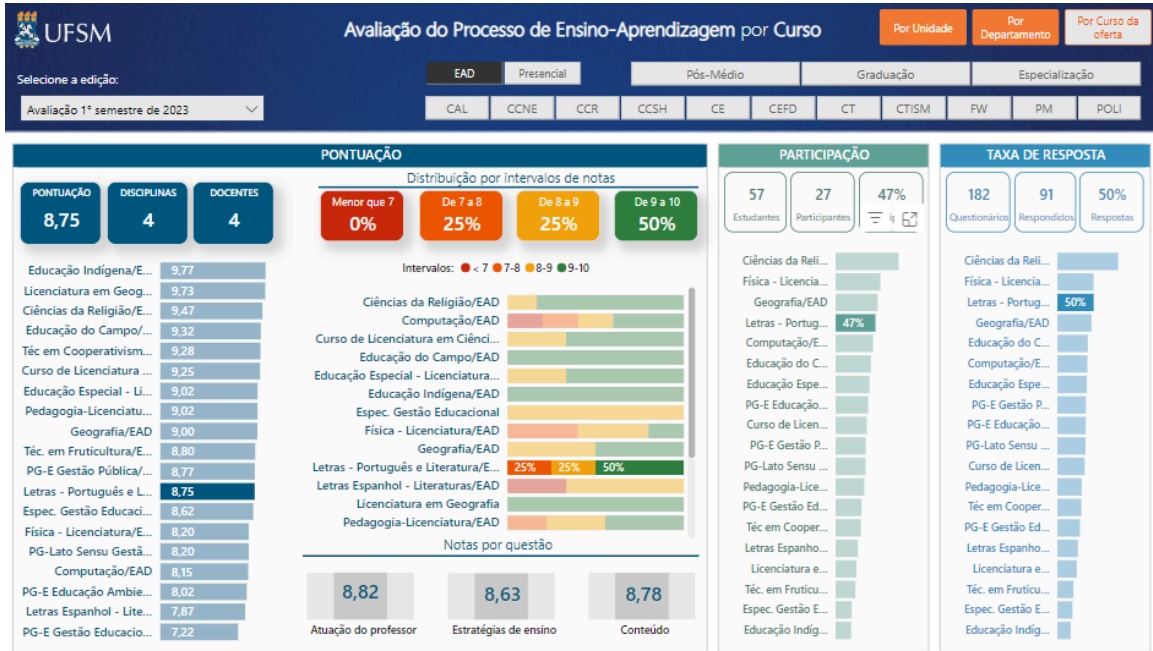 UFSM
Avaliação do Processo de Ensino-Aprendizagem por Curso
Por Unidade
Por Departamento
Por Curso da oferta
Selecione a edição:
Avaliação 1° semestre de 2023
EAD Presencial Pós-Médio Graduação Especialização
CAL CCNE CCR CCSH CE CEFD CT CTISM FW PM POLI
PONTUAÇÃO
PONTUAÇÃO DISCIPLINAS DOCENTES
8,75 4 4
Educação Indígena/E... 9,77
Licenciatura em Geog... 9,73
Ciências da Religião/E... 9,47
Educação do Campo/... 9,32
Téc em Cooperativism... 9,28
Curso de Licenciatura ... 9,25
Educação Especial - Li... 9,02
Pedagogia-Licenciatu... 9,02
Geografia/EAD 9,00
Téc. em Fruticultura/E... 8,80
PG-E Gestão Pública/... 8,77
Letras - Português e L... 8,75
Espec. Gestão Educaci... 8,62
Física - Licenciatura/E... 8,20
PG-Lato Sensu Gestã... 8,20
Computação/EAD 8,15
PG-E Educação Ambie... 8,02
Letras Espanhol - Lite... 7,87
PG-E Gestão Educacio... 7,22
Distribuição por intervalos de notas
Menor que 7 De 7 a 8 De 8 a 9 De 9 a 10
0% 25% 25% 50%
Intervalos: < 7 7-8 8-9 9-10
Ciências da Religião/EAD
Computação/EAD
Curso de Licenciatura em Ciênci...
Educação do Campo/EAD
Educação Especial - Licenciatura...
Educação Indígena/EAD
Espec. Gestão Educacional
Física - Licenciatura/EAD
Geografia/EAD
Letras - Português e Literatura/E... 25% 25% 50%
Letras Espanhol - Literaturas/EAD
Licenciatura em Geografia
Pedagogia-Licenciatura/EAD
Notas por questão
8,82 8,63 8,78
Atuação do professor Estratégias de ensino Conteúdo
PARTICIPAÇÃO
57 27 47%
Estudantes Participantes
Ciências da Reli...
Física - Licencia...
Geografia/EAD
Letras - Portug... 47%
Computação/E...
Educação do C...
Educação Espe...
PG-E Educação...
Curso de Licen...
PG-E Gestão P...
PG-Lato Sensu ...
Pedagogia-Lice...
PG-E Gestão Ed...
Téc em Cooper...
Letras Espanho...
Licenciatura e...
Téc. em Fruticu...
Espec. Gestão E...
Educação Indíg...
TAXA DE RESPOSTA
182 91 50%
Questionários Respondidos Respostas
Ciências da Reli...
Física - Licencia...
Letras - Portug... 50%
Geografia/EAD
Educação do C...
Computação/E...
Educação Espe...
PG-E Gestão P...
PG-E Educação...
PG-Lato Sensu ...
Curso de Licen...
Pedagogia-Lice...
Téc em Cooper...
PG-E Gestão Ed...
Letras Espanho...
Licenciatura e...
Téc. em Fruticu...
Espec. Gestão E...
Educação Indíg...